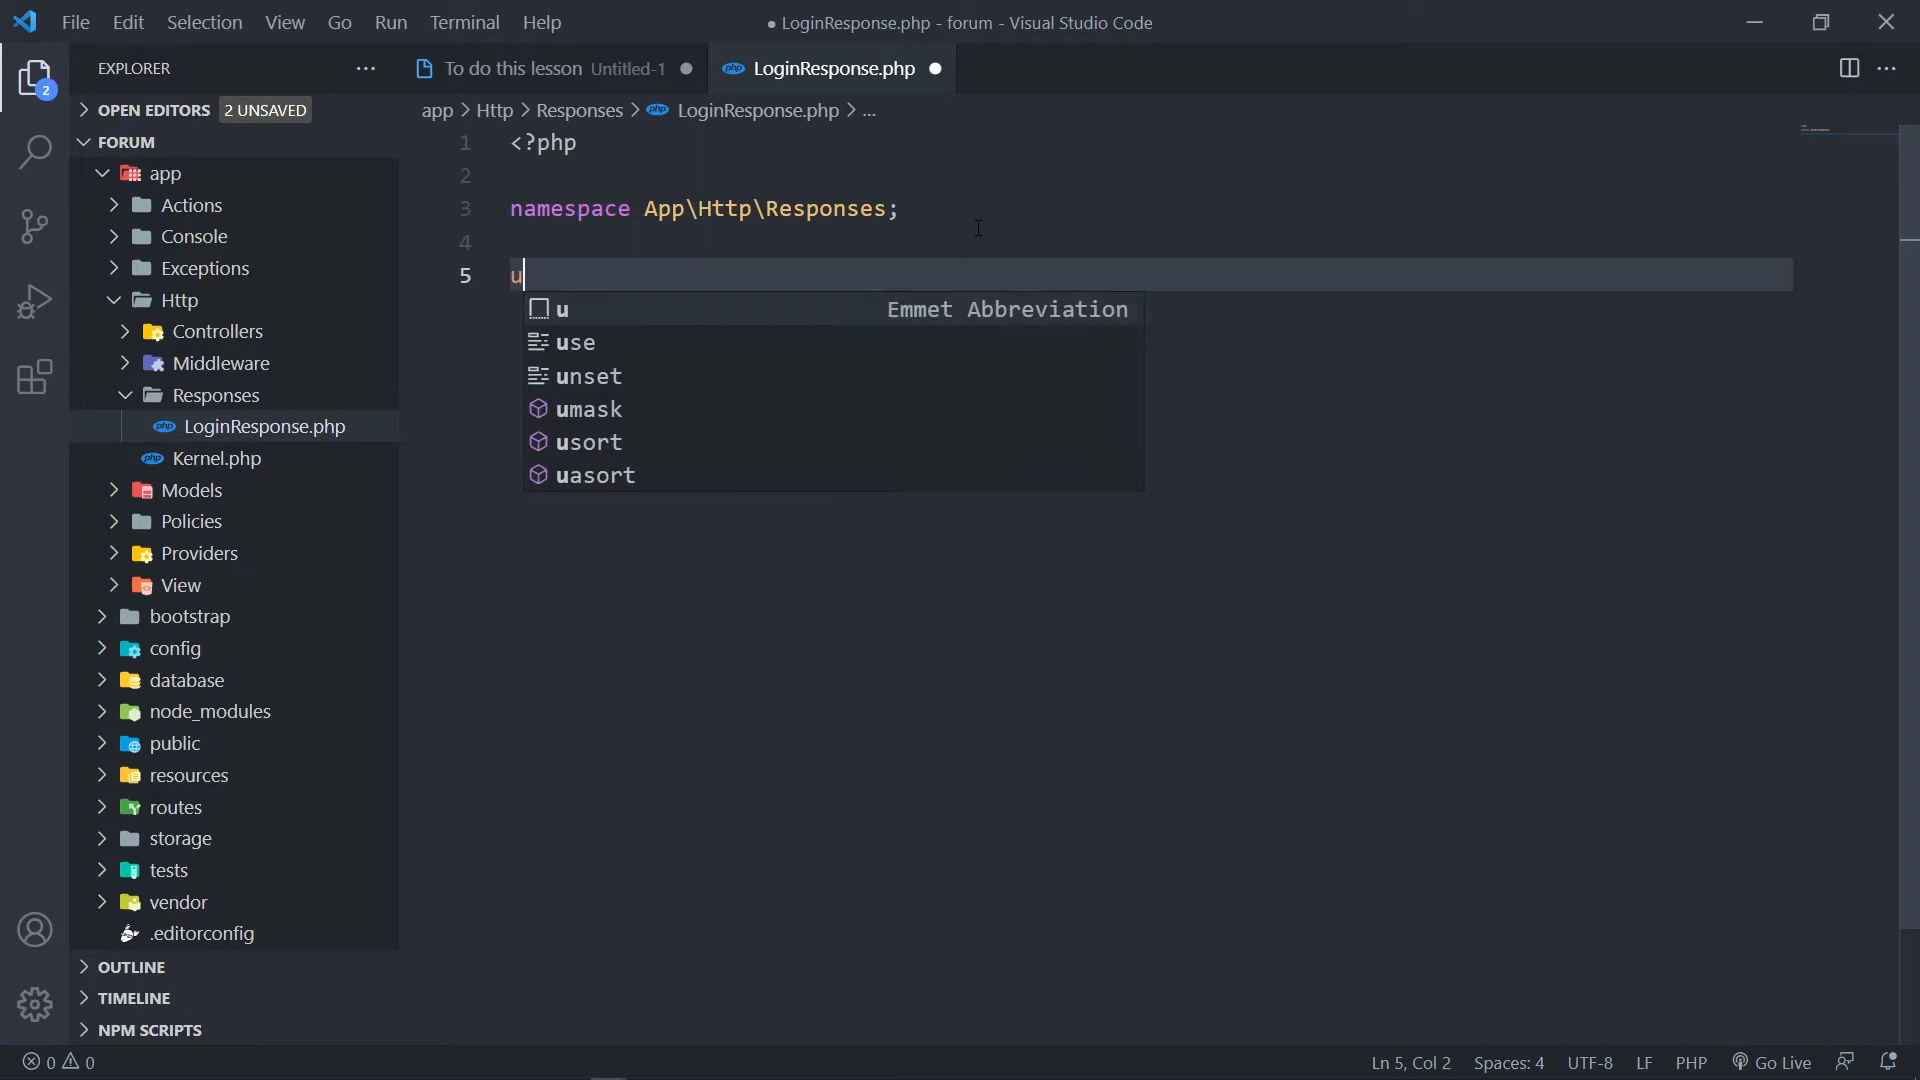 File Edit Selection View Go Run Terminal Help
● LoginResponse.php - forum - Visual Studio Code
EXPLORER
To do this lesson Untitled-1
LoginResponse.php
OPEN EDITORS 2 UNSAVED
app > Http > Responses > LoginResponse.php > ...
FORUM
app
Actions
Console
Exceptions
Http
Controllers
Middleware
Responses
LoginResponse.php
Kernel.php
Models
Policies
Providers
View
bootstrap
config
database
node_modules
public
resources
routes
storage
tests
vendor
.editorconfig
OUTLINE
TIMELINE
NPM SCRIPTS
1 <?php
2
3 namespace App\Http\Responses;
4
5 u
u Emmet Abbreviation
use
unset
umask
usort
uasort
2
0 0
Ln 5, Col 2 Spaces: 4 UTF-8 LF PHP Go Live